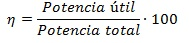 η = Potencia útil / Potencia total · 100